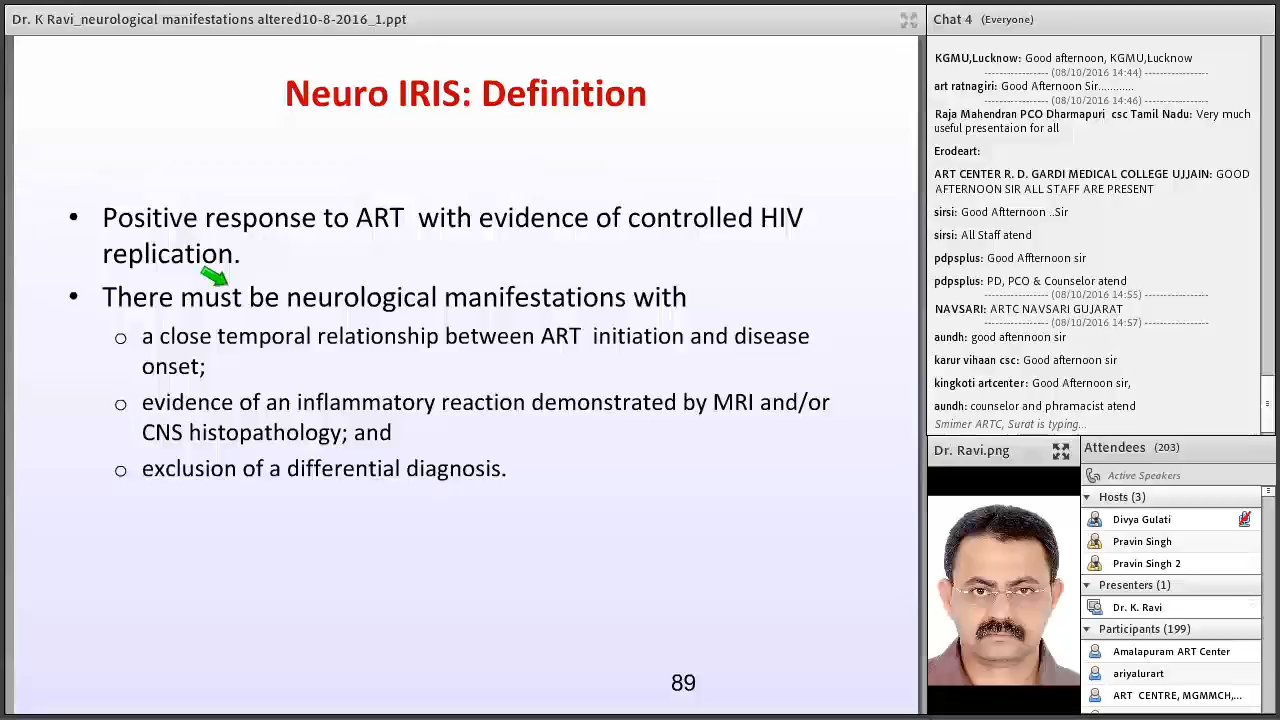 Dr. K Ravi_neurological manifestations altered10-8-2016_1.ppt
Neuro IRIS: Definition
• Positive response to ART with evidence of controlled HIV
replication.
• There must be neurological manifestations with
o a close temporal relationship between ART initiation and disease
onset;
o evidence of an inflammatory reaction demonstrated by MRI and/or
CNS histopathology; and
o exclusion of a differential diagnosis.
89
Chat 4 (Everyone)
KGMU,Lucknow: Good afternoon, KGMU,Lucknow
---------------- (08/10/2016 14:44) ----------------
art ratnagiri: Good Afternoon Sir...........
---------------- (08/10/2016 14:46) ----------------
Raja Mahendran PCO Dharmapuri csc Tamil Nadu: Very much
useful presentaion for all
Erodeart:
ART CENTER R. D. GARDI MEDICAL COLLEGE UJJAIN: GOOD
AFTERNOON SIR ALL STAFF ARE PRESENT
sirsi: Good Afternoon ..Sir
sirsi: All Staff atend
pdpsplus: Good Affernoon sir
pdpsplus: PD, PCO & Counselor atend
---------------- (08/10/2016 14:55) ----------------
NAVSARI: ARTC NAVSARI GUJARAT
---------------- (08/10/2016 14:57) ----------------
aundh: good afternnoon sir
karur vihaan csc: Good afternoon sir
kingkoti artcenter: Good Afternoon sir,
aundh: counselor and phramacist atend
Smimer ARTC, Surat is typing...
Dr. Ravi.png
Attendees (203)
Active Speakers
Hosts (3)
Divya Gulati
Pravin Singh
Pravin Singh 2
Presenters (1)
Dr. K. Ravi
Participants (199)
Amalapuram ART Center
ariyalurart
ART CENTRE, MGMMCH,...